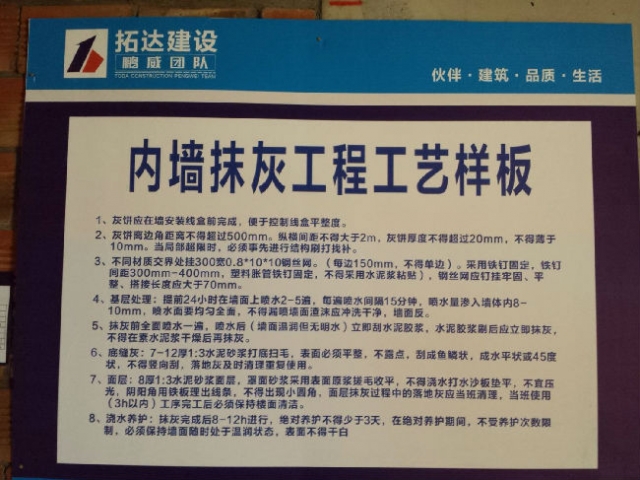 拓达建设
鹏威团队
TODA CONSTRUCTION PENGWEI TEAM
伙伴·建筑·品质·生活
内墙抹灰工程工艺样板
1、灰饼应在墙安装线盒前完成，便于控制线盒平整度。
2、灰饼离边角距离不得超过500mm。纵横间距不得大于2m，灰饼厚度不得超过20mm，不得薄于
10mm。当局部超限时，必须事先进行结构剔打找补。
3、不同材质交界处挂300宽0.8*10*10钢丝网。（每边150mm，不得单边）。采用铁钉固定，铁钉
间距300mm-400mm，塑料胀管铁钉固定，不得采用水泥浆粘贴），钢丝网应钉挂牢固、平
整、搭接长度应大于70mm。
4、基层处理：提前24小时在墙面上喷水2-5遍，每遍喷水间隔15分钟，喷水量渗入墙体内8-
10mm，喷水面要均匀全面，不得漏喷墙面渣沫应冲洗干净，墙面反。
5、抹灰前全面喷水一遍，喷水后（墙面温润但无明水）立即刮水泥胶浆，水泥胶浆刷后应立即抹灰，
不得在素水泥浆干燥后再抹灰。
6、底缝灰：7-12厚1:3水泥砂浆打底扫毛，表面必须平整，不露点，刮成鱼鳞状，成水平状减45度
状，不得竖向刮，落地灰及时清理重复使用。
7、面层：8厚1:3水泥砂浆面层，罩面砂浆采用表面原浆搓毛收平，不得浇水打水沙板垫平，不宜压
光，阴阳角用铁板理出线条，不得出现小圆角，面层抹灰过程中的落地灰应当班清理，当班使用
（3h以内）工序完工后必须保持楼面清洁。
8、浇水养护：抹灰完成后8-12h进行，绝对养护不得少于3天，在绝对养护期间，不受养护次数限
制，必须保持墙面随时处于温润状态，表面不得干白